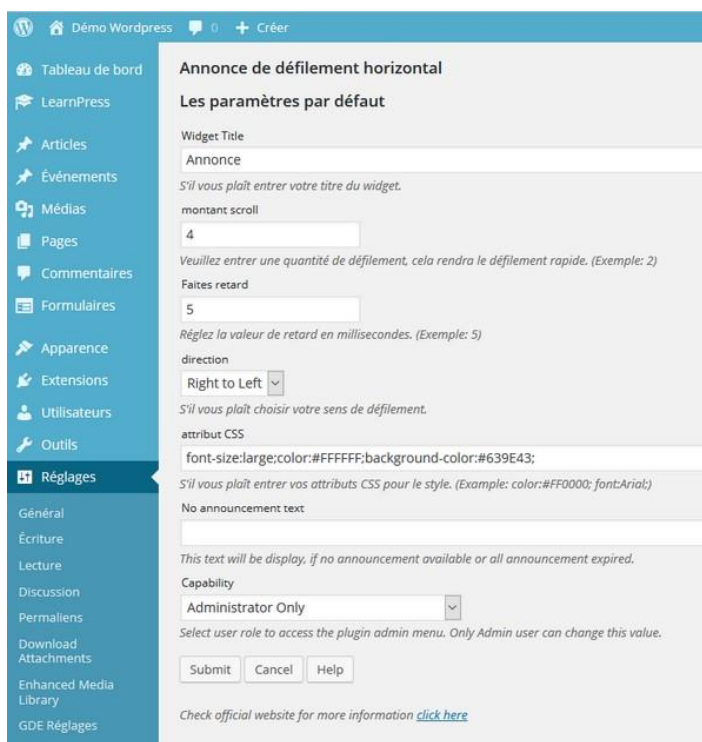 Démo Wordpress 0 + Créer
Tableau de bord
LearnPress
Articles
Événements
Médias
Pages
Commentaires
Formulaires
Apparence
Extensions
Utilisateurs
Outils
Réglages
Général
Écriture
Lecture
Discussion
Permaliens
Download
Attachments
Enhanced Media
Library
GDE Réglages
Annonce de défilement horizontal
Les paramètres par défaut
Widget Title
Annonce
S'il vous plaît entrer votre titre du widget.
montant scroll
4
Veuillez entrer une quantité de défilement, cela rendra le défilement rapide. (Exemple: 2)
Faites retard
5
Réglez la valeur de retard en millisecondes. (Exemple: 5)
direction
Right to Left
S'il vous plaît choisir votre sens de défilement.
attribut CSS
font-size:large;color:#FFFFFF;background-color:#639E43;
S'il vous plaît entrer vos attributs CSS pour le style. (Example: color:#FF0000; font:Arial;)
No announcement text
This text will be display, if no announcement available or all announcement expired.
Capability
Administrator Only
Select user role to access the plugin admin menu. Only Admin user can change this value.
Submit Cancel Help
Check official website for more information click here